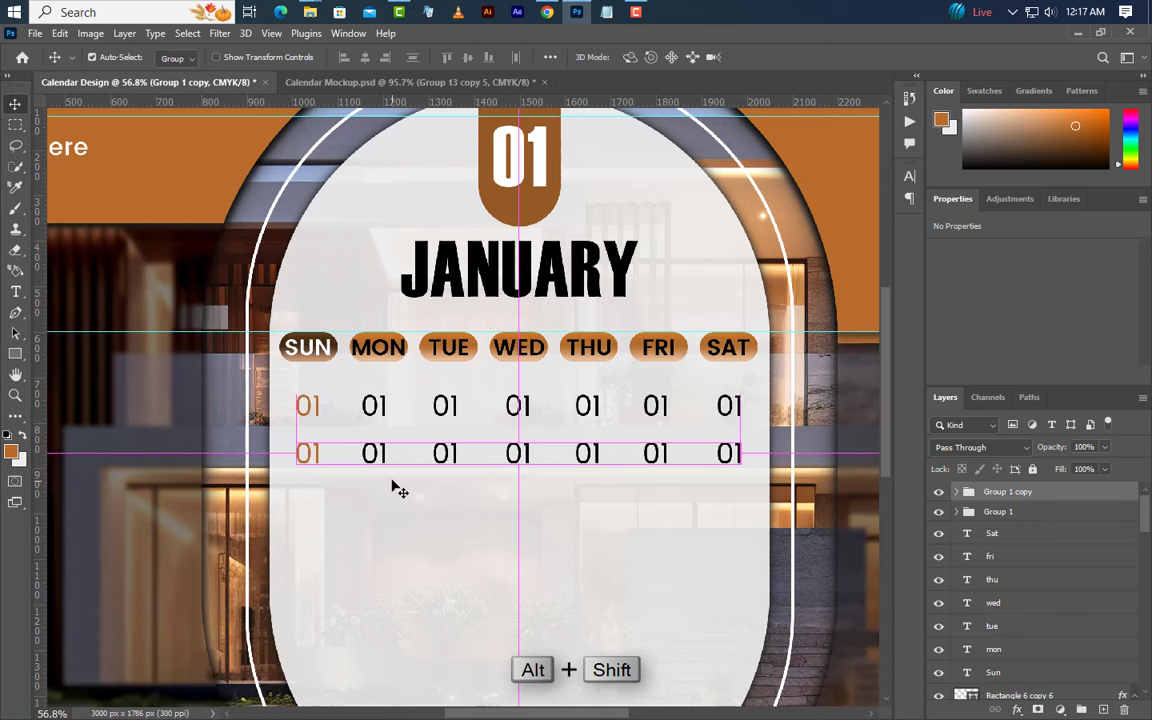 Search
Live
12:17 AM
File Edit Image Layer Type Select Filter 3D View Plugins Window Help
Auto-Select: Group Show Transform Controls 3D Mode:
Calendar Design @ 56.8% (Group 1 copy, CMYK/8) * × Calendar Mockup.psd @ 95.7% (Group 13 copy 5, CMYK/8) * ×
500 600 700 800 900 1000 1100 1200 1300 1400 1500 1600 1700 1800 1900 2000 2100 2200
Color Swatches Gradients Patterns
ere
01
JANUARY
SUN MON TUE WED THU FRI SAT
01 01 01 01 01 01 01
01 01 01 01 01 01 01
Properties Adjustments Libraries
No Properties
Layers Channels Paths
Kind
Pass Through Opacity: 100%
Lock: Fill: 100%
Group 1 copy
Group 1
Sat
fri
thu
wed
tue
mon
Sun
Rectangle 6 copy 6 fx
Alt + Shift
56.8% 3000 px x 1786 px (300 ppi)